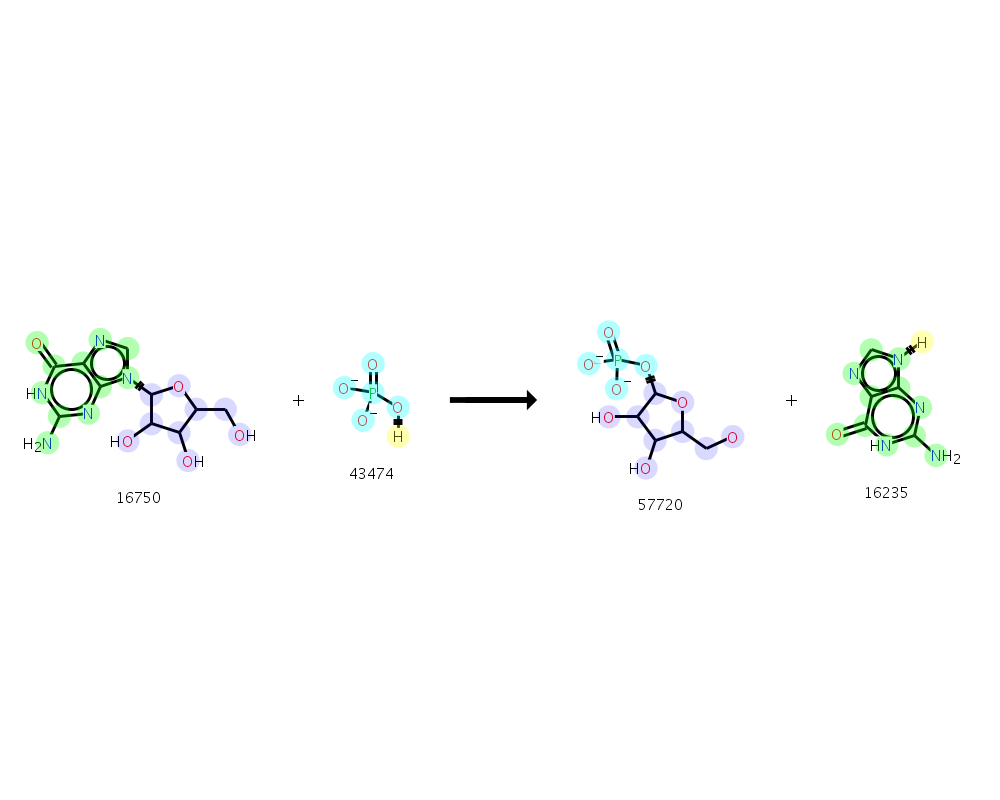 O N N HN N H₂N O HO OH OH 16750
+
O O⁻ P O O⁻ H 43474
O O⁻ P O O⁻ O HO HO O 57720
+
H N N N O HN NH₂ 16235